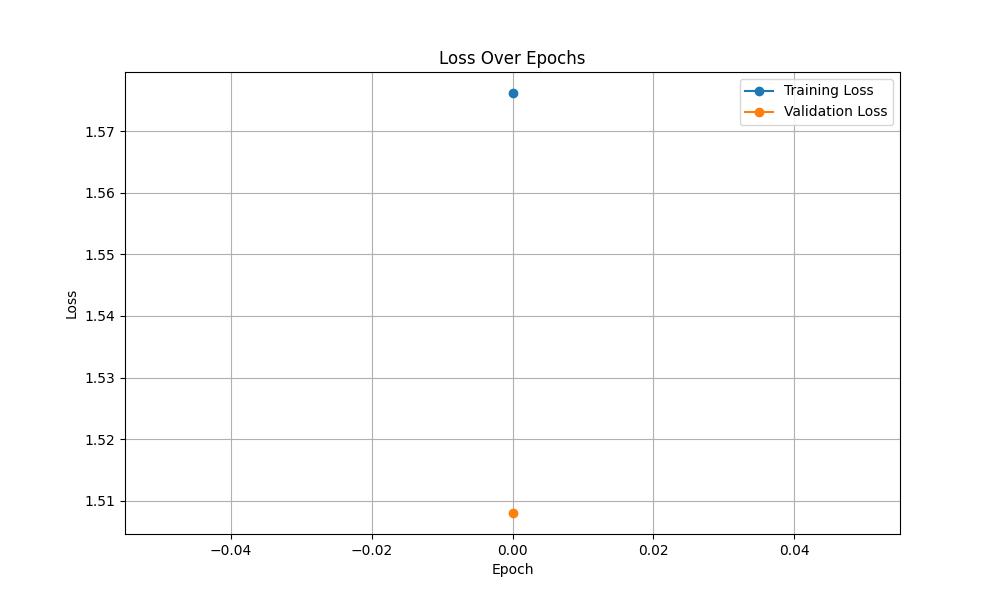 Loss Over Epochs
Training Loss
Validation Loss
1.57
1.56
1.55
1.54
1.53
1.52
1.51
Loss
−0.04 −0.02 0.00 0.02 0.04
Epoch